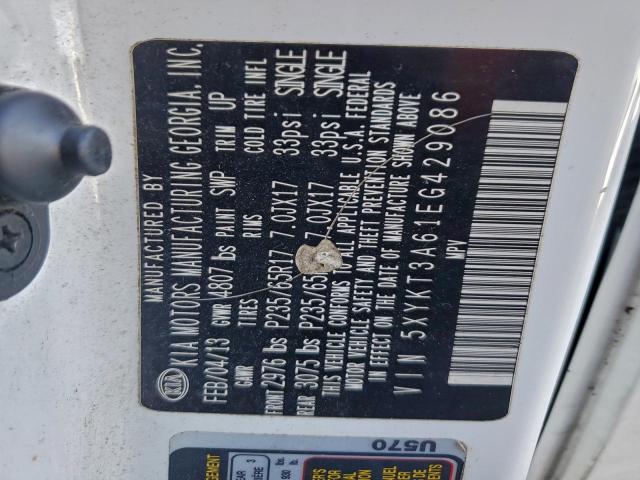 MANUFACTURED BY
KIA KIA MOTORS MANUFACTURING GEORGIA, INC.
FEB/04/13 GVWR 4807 lbs PAINT SWP TRIM UP
GAWR TIRES RIMS COLD TIRE INFL
FRONT 2976 lbs P235/65R17 7.0JX17 33psi SINGLE
REAR 3075 lbs P235/65 7.0JX17 33psi SINGLE
THIS VEHICLE CONFORMS TO ALL APPLICABLE U.S.A. FEDERAL
MOTOR VEHICLE SAFETY AND THEFT PREVENTION STANDARDS
IN EFFECT ON THE DATE OF MANUFACTURE SHOWN ABOVE
VIN 5XYKT3A61EG429086
MPV
U570